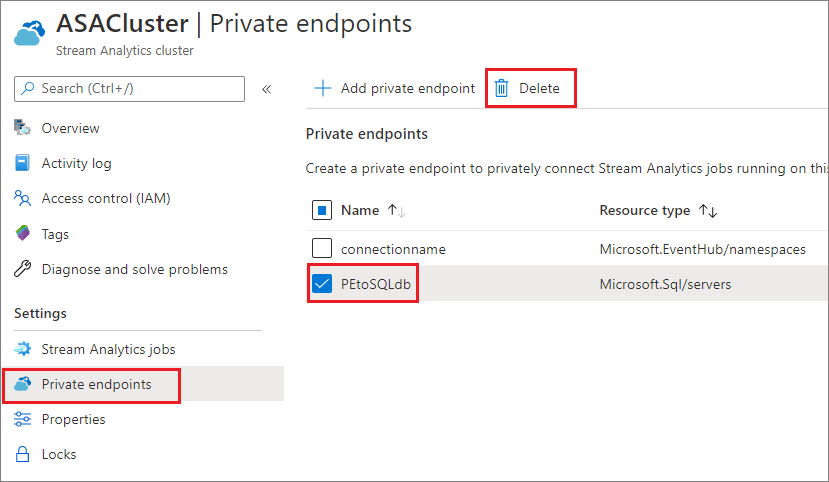 ASACluster | Private endpoints
Stream Analytics cluster
Search (Ctrl+/)
«
Overview
Activity log
Access control (IAM)
Tags
Diagnose and solve problems
Settings
Stream Analytics jobs
Private endpoints
Properties
Locks
Add private endpoint Delete
Private endpoints
Create a private endpoint to privately connect Stream Analytics jobs running on this
Name ↑↓ Resource type ↑↓
connectionname Microsoft.EventHub/namespaces
PEtoSQLdb Microsoft.Sql/servers